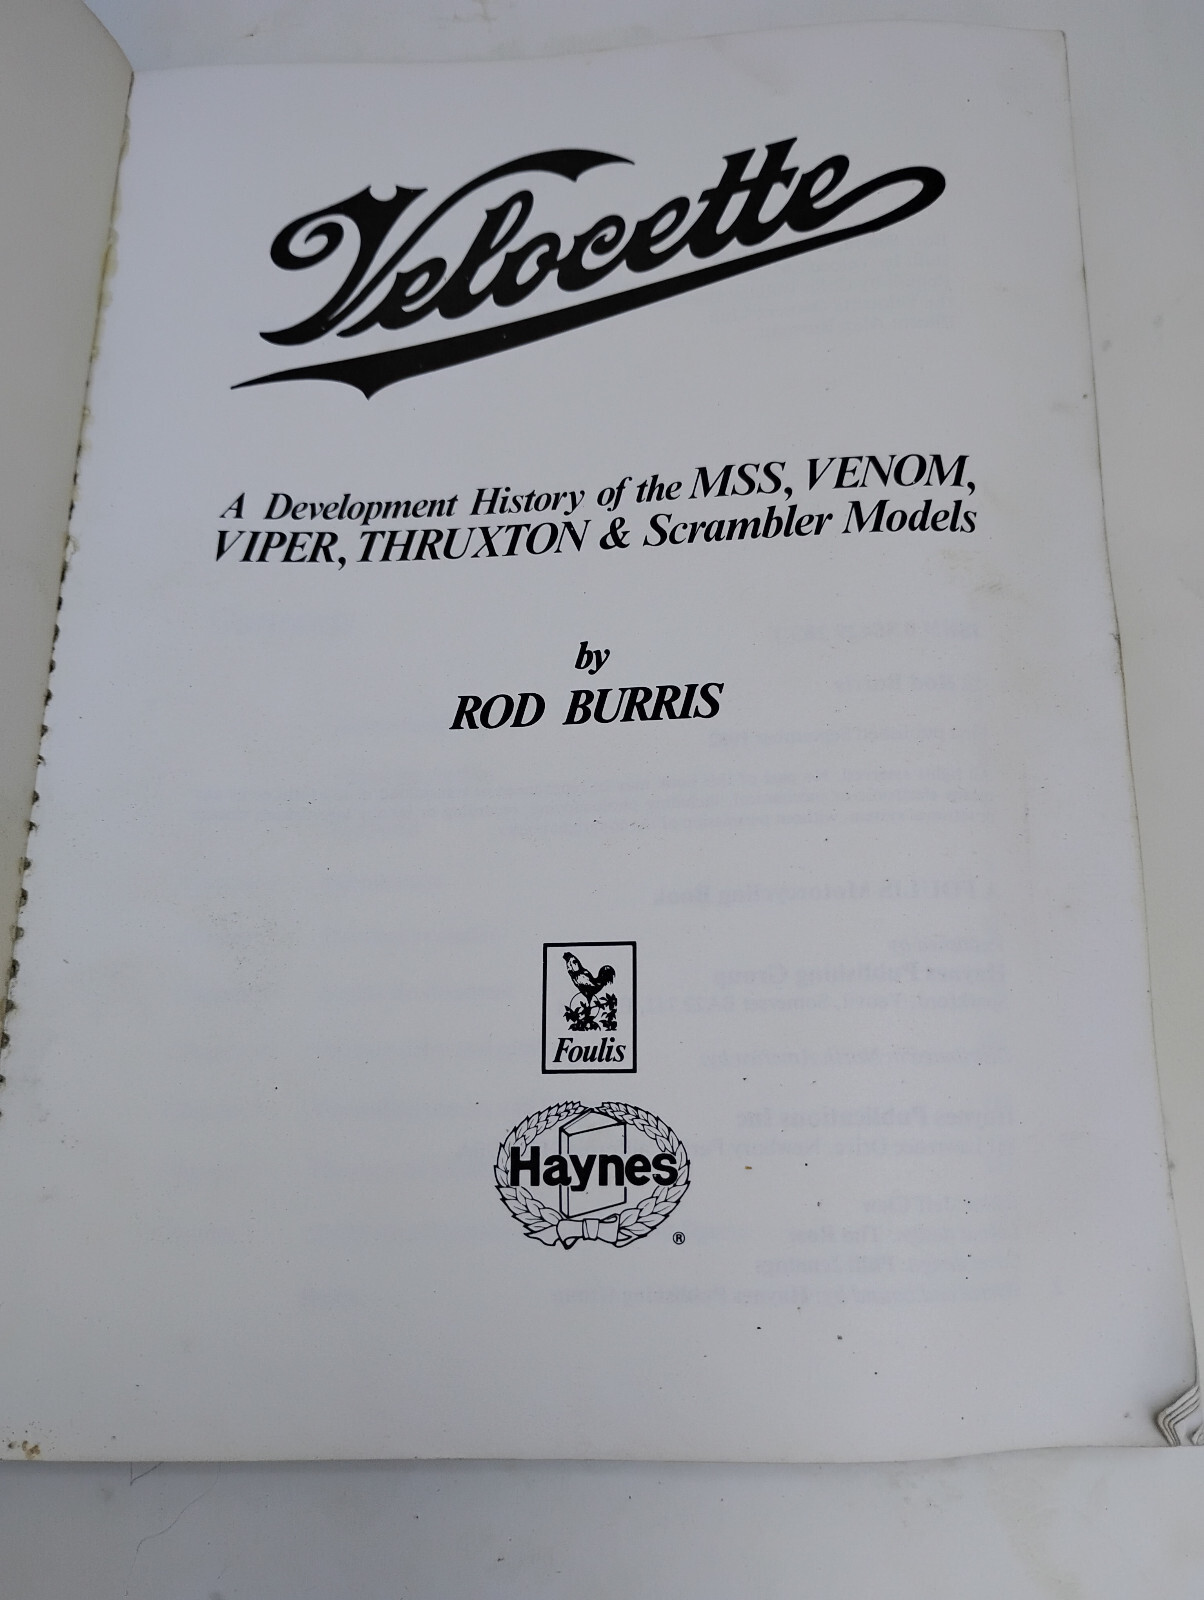 Velocette
A Development History of the MSS, VENOM,
VIPER, THRUXTON & Scrambler Models
by
ROD BURRIS
Foulis
Haynes
®